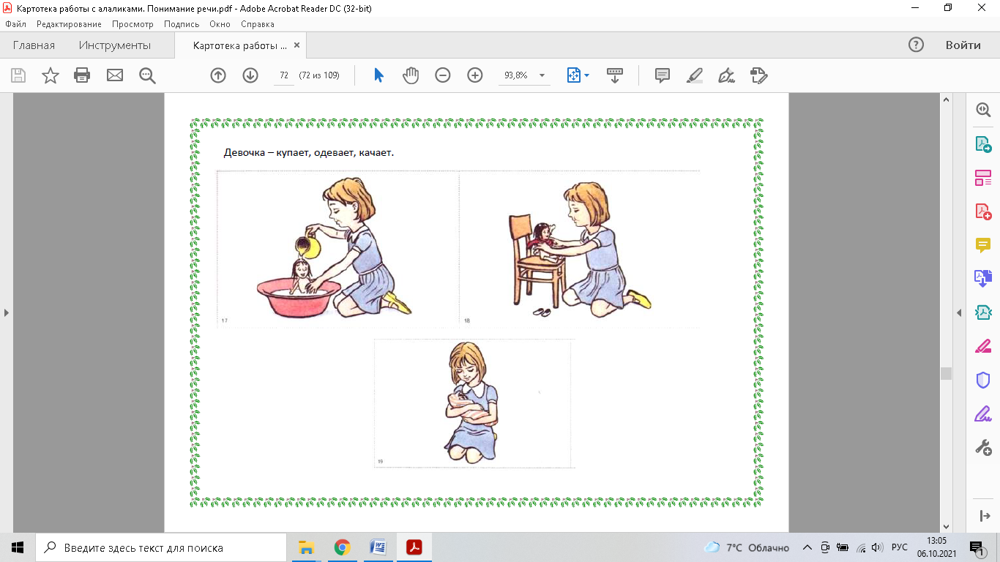 Картотека работы с алаликами. Понимание речи.pdf - Adobe Acrobat Reader DC (32-bit)
Файл Редактирование Просмотр Подпись Окно Справка
Главная Инструменты Картотека работы ... × Войти
72 (72 из 109) 93,8%
Девочка – купает, одевает, качает.
17 18
19
Введите здесь текст для поиска 7°C Облачно РУС 13:05
06.10.2021 1